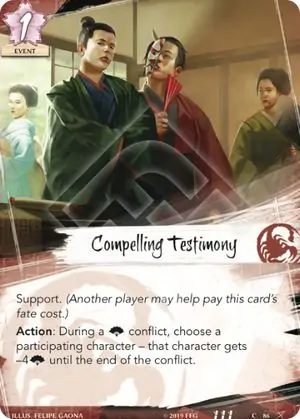 1
EVENT
Compelling Testimony
Support. (Another player may help pay this card's
fate cost.)
Action: During a conflict, choose a
participating character – that character gets
–4 until the end of the conflict.
ILLUS. FELIPE GAONA
©2019 FFG
111
C 86